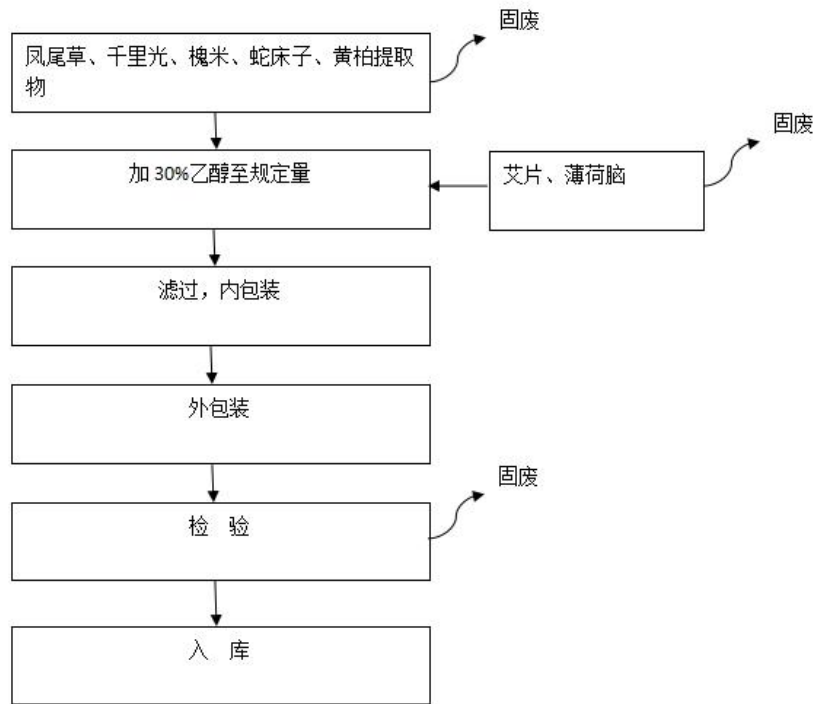 固废
凤尾草、千里光、槐米、蛇床子、黄柏提取
物
固废
加 30%乙醇至规定量
艾片、薄荷脑
滤过，内包装
外包装
固废
检 验
入 库